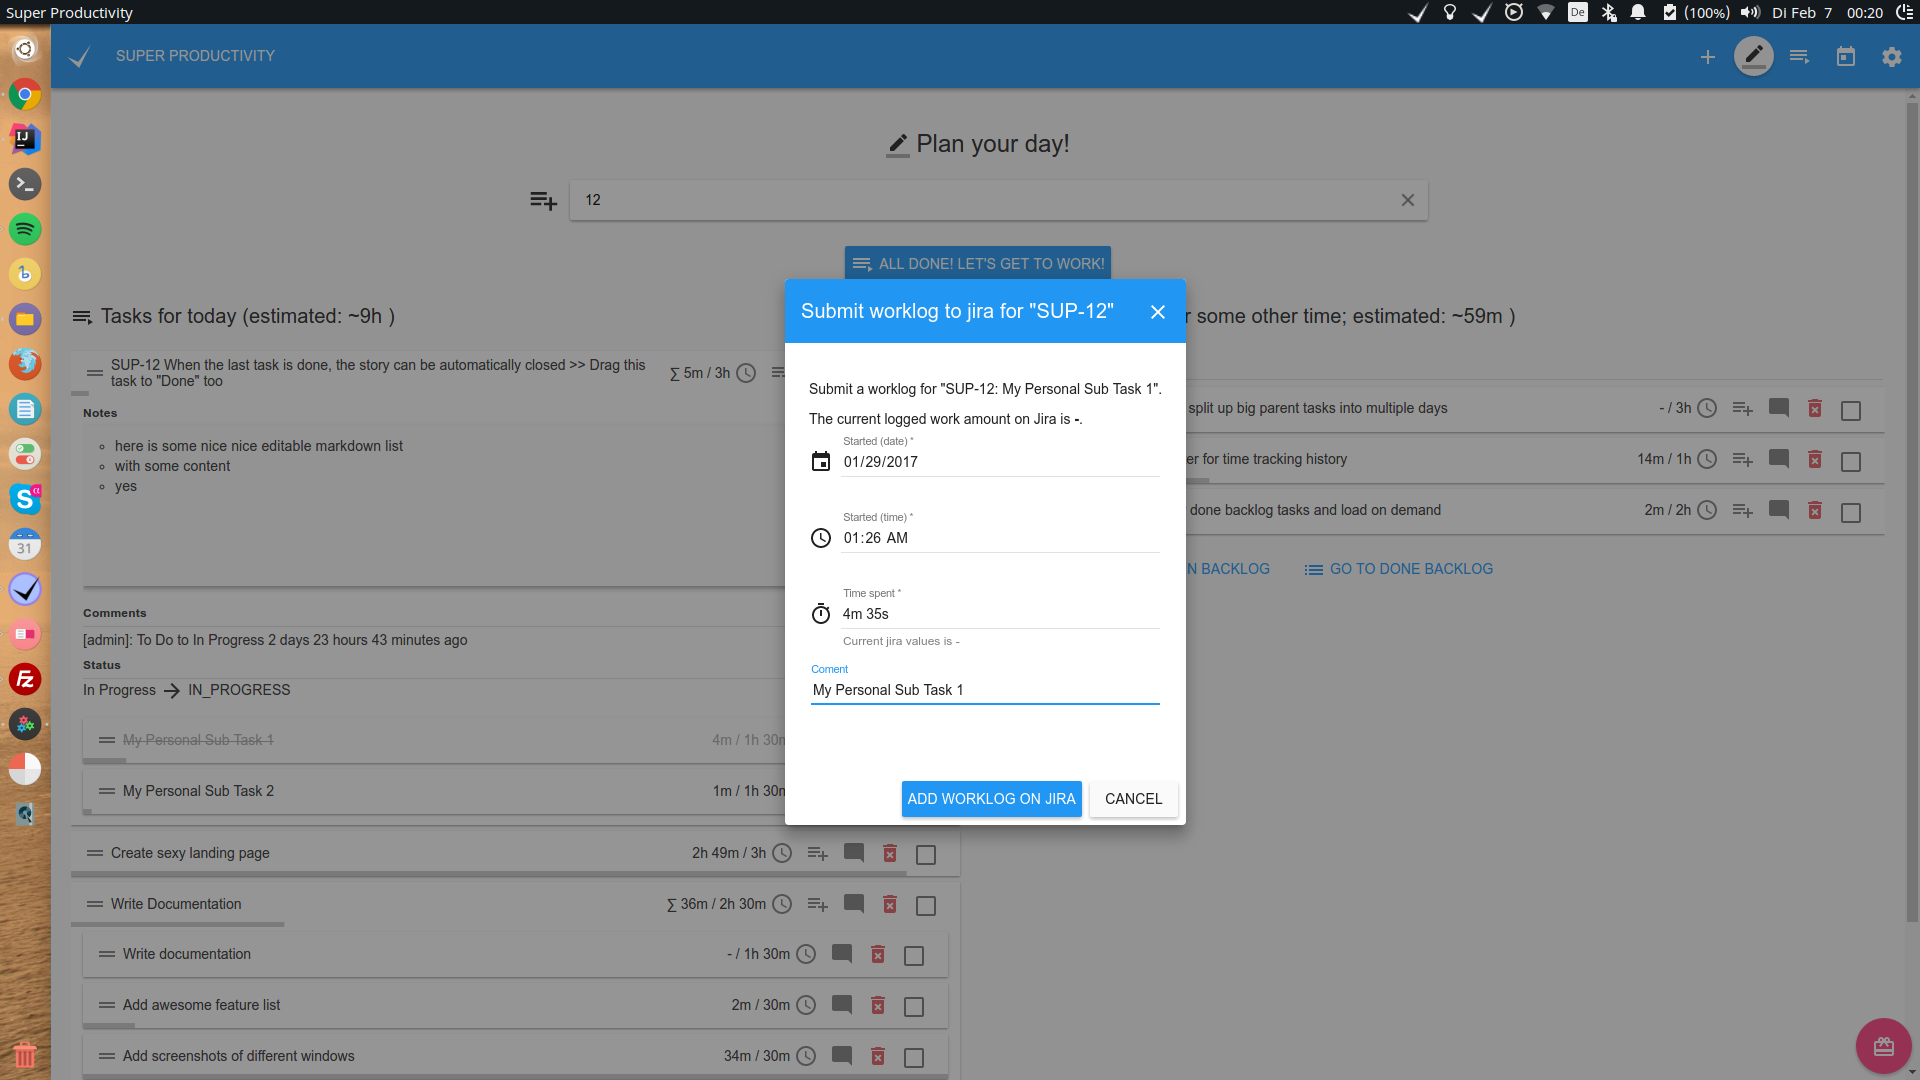 Super Productivity
De
(100%)
Di Feb 7 00:20
SUPER PRODUCTIVITY
Plan your day!
12
ALL DONE! LET'S GET TO WORK!
Tasks for today (estimated: ~9h )
SUP-12 When the last task is done, the story can be automatically closed >> Drag this
task to "Done" too
∑ 5m / 3h
Notes
here is some nice nice editable markdown list
with some content
yes
Comments
[admin]: To Do to In Progress 2 days 23 hours 43 minutes ago
Status
In Progress → IN_PROGRESS
My Personal Sub Task 1
4m / 1h 30m
My Personal Sub Task 2
1m / 1h 30m
Create sexy landing page
2h 49m / 3h
Write Documentation
∑ 36m / 2h 30m
Write documentation
- / 1h 30m
Add awesome feature list
2m / 30m
Add screenshots of different windows
34m / 30m
Submit worklog to jira for "SUP-12"
Submit a worklog for "SUP-12: My Personal Sub Task 1".
The current logged work amount on Jira is -.
Started (date) *
01/29/2017
Started (time) *
01:26 AM
Time spent *
4m 35s
Current jira values is -
Coment
My Personal Sub Task 1
ADD WORKLOG ON JIRA
CANCEL
some other time; estimated: ~59m )
split up big parent tasks into multiple days
- / 3h
for time tracking history
14m / 1h
done backlog tasks and load on demand
2m / 2h
BACKLOG
GO TO DONE BACKLOG
IJ
31